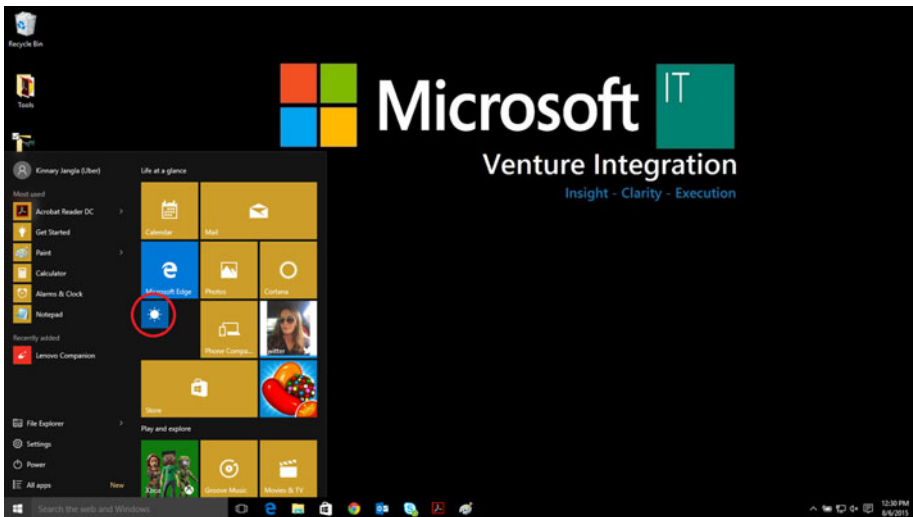 Recycle Bin
Tools
Microsoft IT
Venture Integration
Insight - Clarity - Execution
Kinnary Jangla (Uber)
Most used
Acrobat Reader DC
Get Started
Paint
Calculator
Alarms & Clock
Notepad
Recently added
Lenovo Companion
File Explorer
Settings
Power
All apps New
Life at a glance
Calendar
Mail
Microsoft Edge
Photos
Cortana
Phone Compa...
Twitter
Store
Play and explore
Xbox
Groove Music
Movies & TV
Search the web and Windows
12:30 PM
8/6/2015